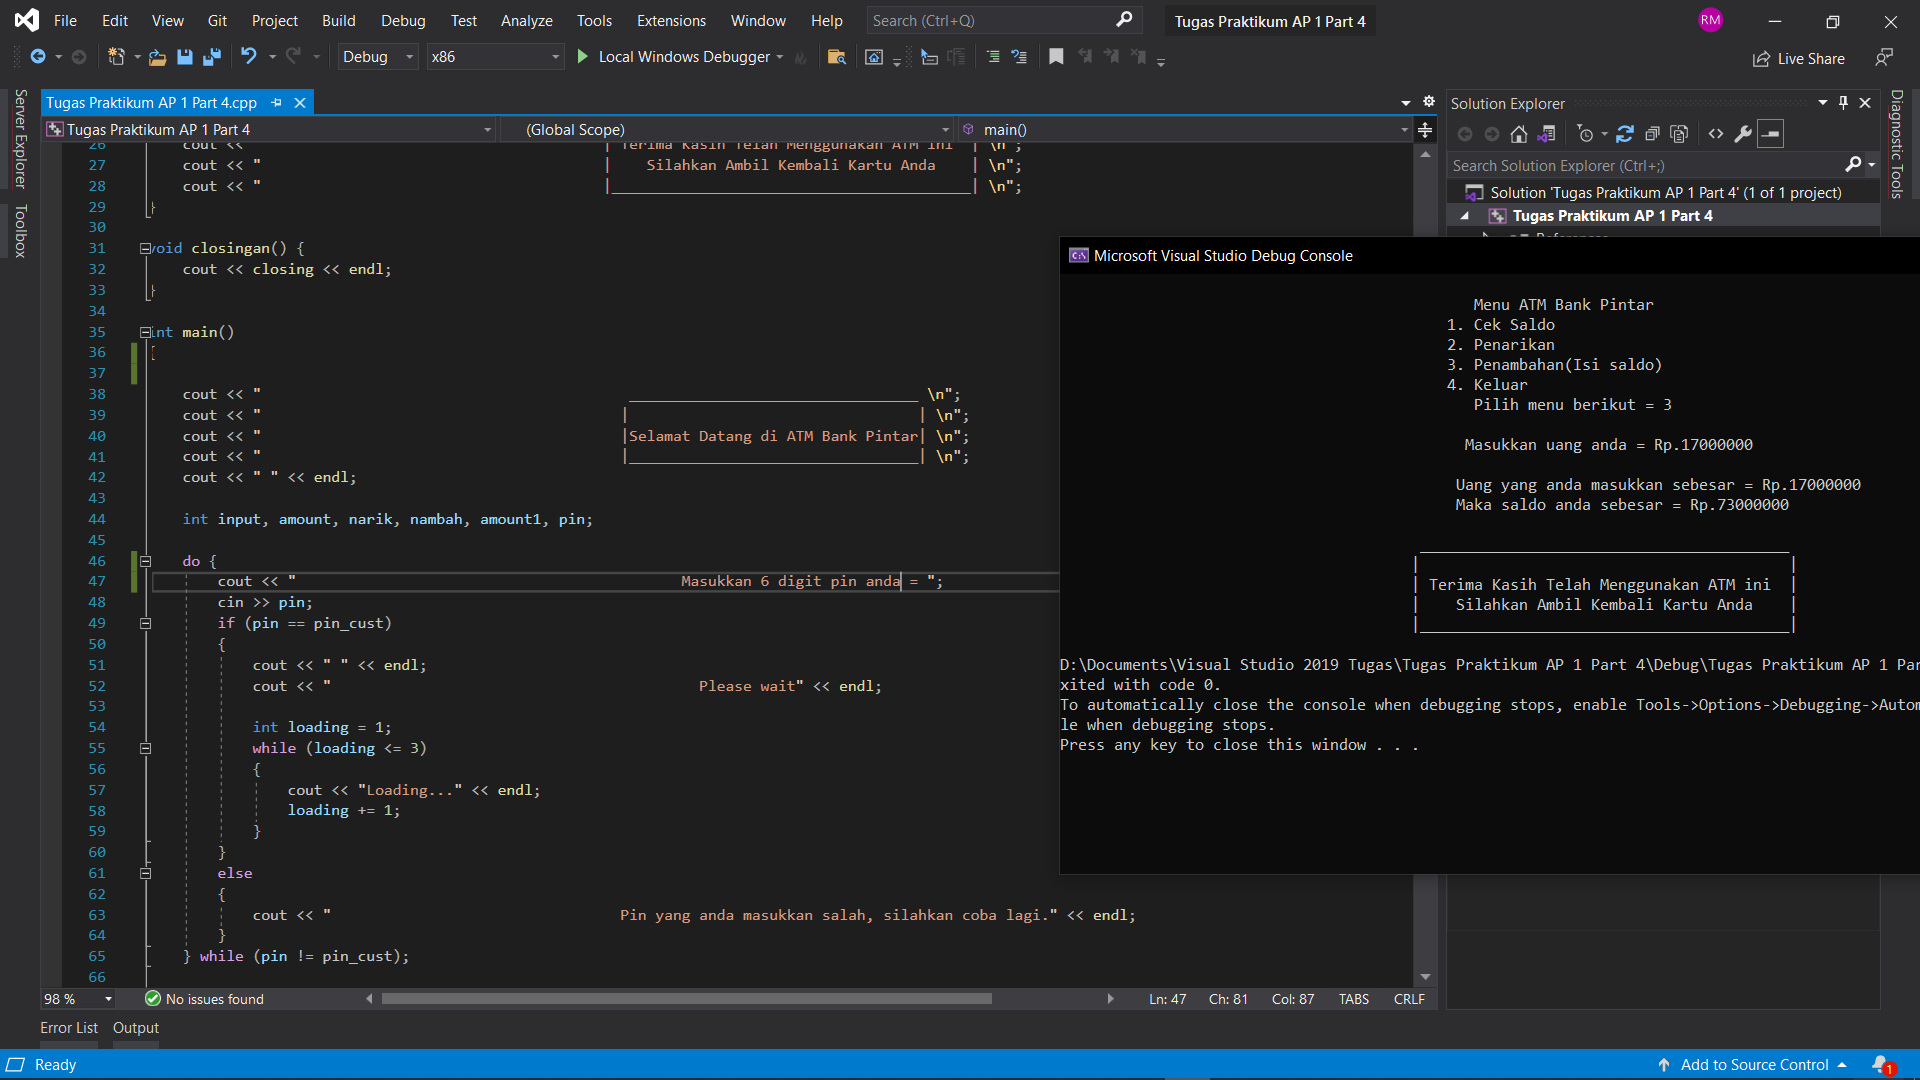 File Edit View Git Project Build Debug Test Analyze Tools Extensions Window Help Search (Ctrl+Q) Tugas Praktikum AP 1 Part 4 RM
Debug x86 Local Windows Debugger Live Share
Server Explorer
Toolbox
Tugas Praktikum AP 1 Part 4.cpp
Tugas Praktikum AP 1 Part 4 (Global Scope) main()
26 cout << " | Terima Kasih Telah Menggunakan ATM ini | \n";
27 cout << " | Silahkan Ambil Kembali Kartu Anda | \n";
28 cout << " |_________________________________________| \n";
29 }
30
31 void closingan() {
32 cout << closing << endl;
33 }
34
35 int main()
36 {
37
38 cout << " _________________________________ \n";
39 cout << " | | \n";
40 cout << " |Selamat Datang di ATM Bank Pintar| \n";
41 cout << " |_________________________________| \n";
42 cout << " " << endl;
43
44 int input, amount, narik, nambah, amount1, pin;
45
46 do {
47 cout << " Masukkan 6 digit pin anda = ";
48 cin >> pin;
49 if (pin == pin_cust)
50 {
51 cout << " " << endl;
52 cout << " Please wait" << endl;
53
54 int loading = 1;
55 while (loading <= 3)
56 {
57 cout << "Loading..." << endl;
58 loading += 1;
59 }
60 }
61 else
62 {
63 cout << " Pin yang anda masukkan salah, silahkan coba lagi." << endl;
64 }
65 } while (pin != pin_cust);
66
98 % No issues found Ln: 47 Ch: 81 Col: 87 TABS CRLF
Error List Output
Ready Add to Source Control 1
Solution Explorer
Search Solution Explorer (Ctrl+;)
Solution 'Tugas Praktikum AP 1 Part 4' (1 of 1 project)
Tugas Praktikum AP 1 Part 4
Diagnostic Tools
Microsoft Visual Studio Debug Console
Menu ATM Bank Pintar
1. Cek Saldo
2. Penarikan
3. Penambahan(Isi saldo)
4. Keluar
Pilih menu berikut = 3
Masukkan uang anda = Rp.17000000
Uang yang anda masukkan sebesar = Rp.17000000
Maka saldo anda sebesar = Rp.73000000
_________________________________________
| |
| Terima Kasih Telah Menggunakan ATM ini |
| Silahkan Ambil Kembali Kartu Anda |
|_________________________________________|
D:\Documents\Visual Studio 2019 Tugas\Tugas Praktikum AP 1 Part 4\Debug\Tugas Praktikum AP 1 Par
xited with code 0.
To automatically close the console when debugging stops, enable Tools->Options->Debugging->Autom
le when debugging stops.
Press any key to close this window . . .